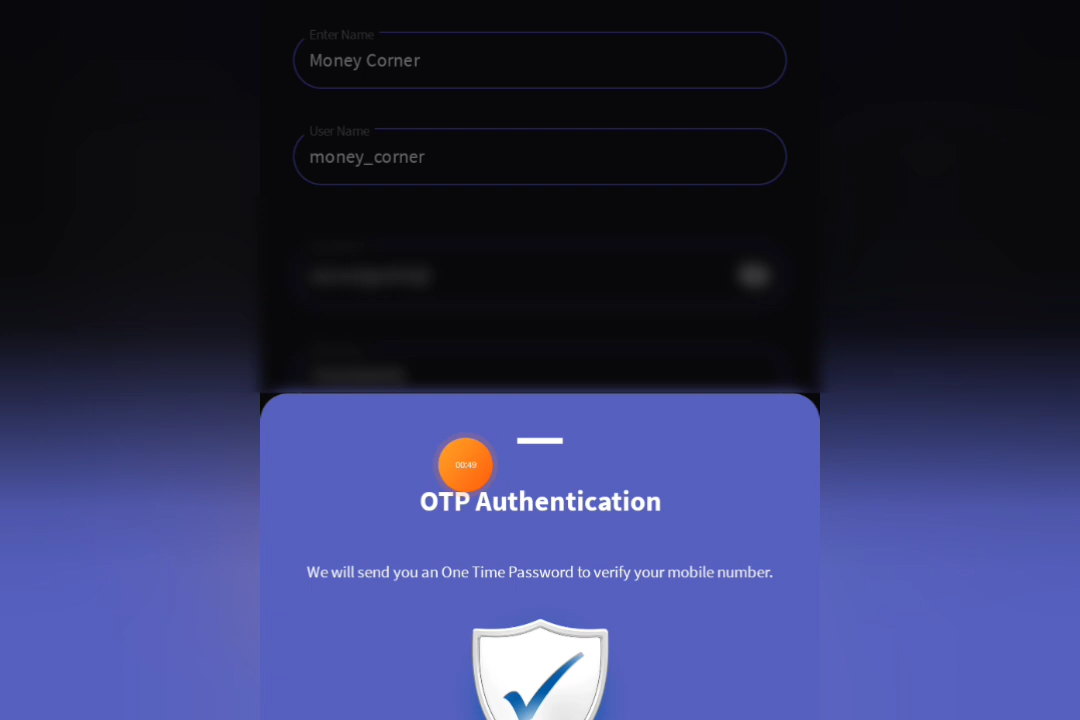 Enter Name
Money Corner
User Name
money_corner
00:49
OTP Authentication
We will send you an One Time Password to verify your mobile number.